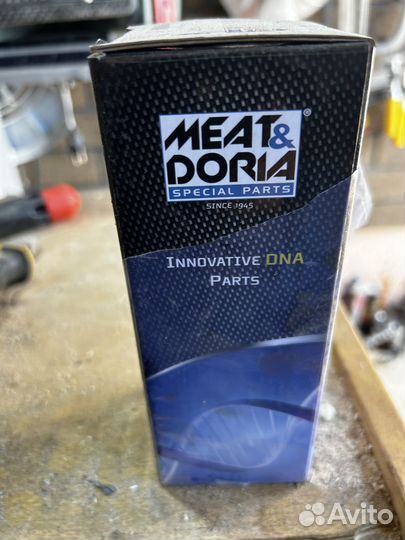 MEAT&
DORIA®
SPECIAL PARTS
SINCE 1945
INNOVATIVE DNA
PARTS
Avito